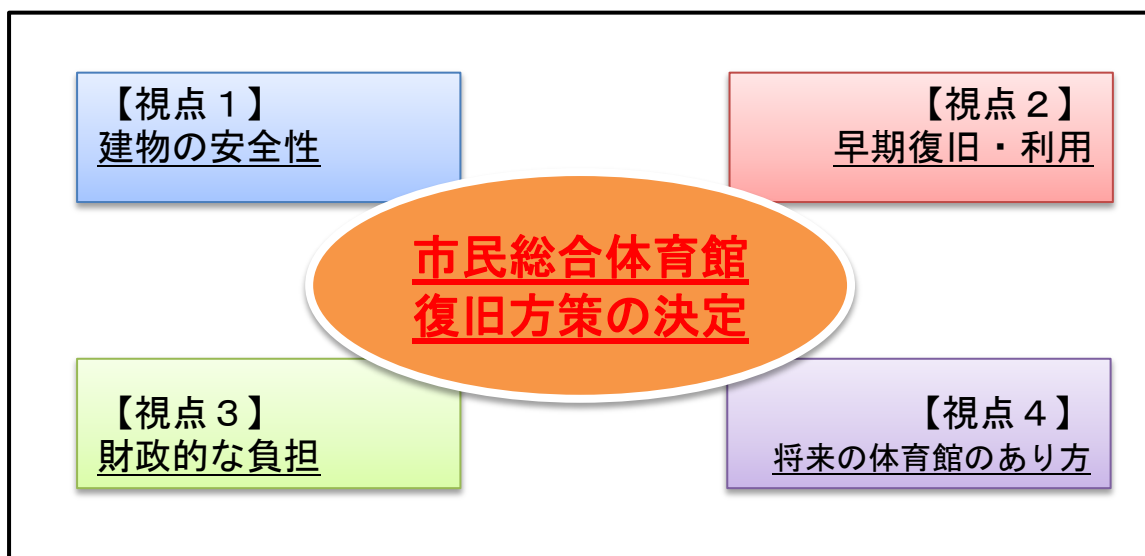 【視点１】
建物の安全性
【視点２】
早期復旧・利用
市民総合体育館
復旧方策の決定
【視点３】
財政的な負担
【視点４】
将来の体育館のあり方